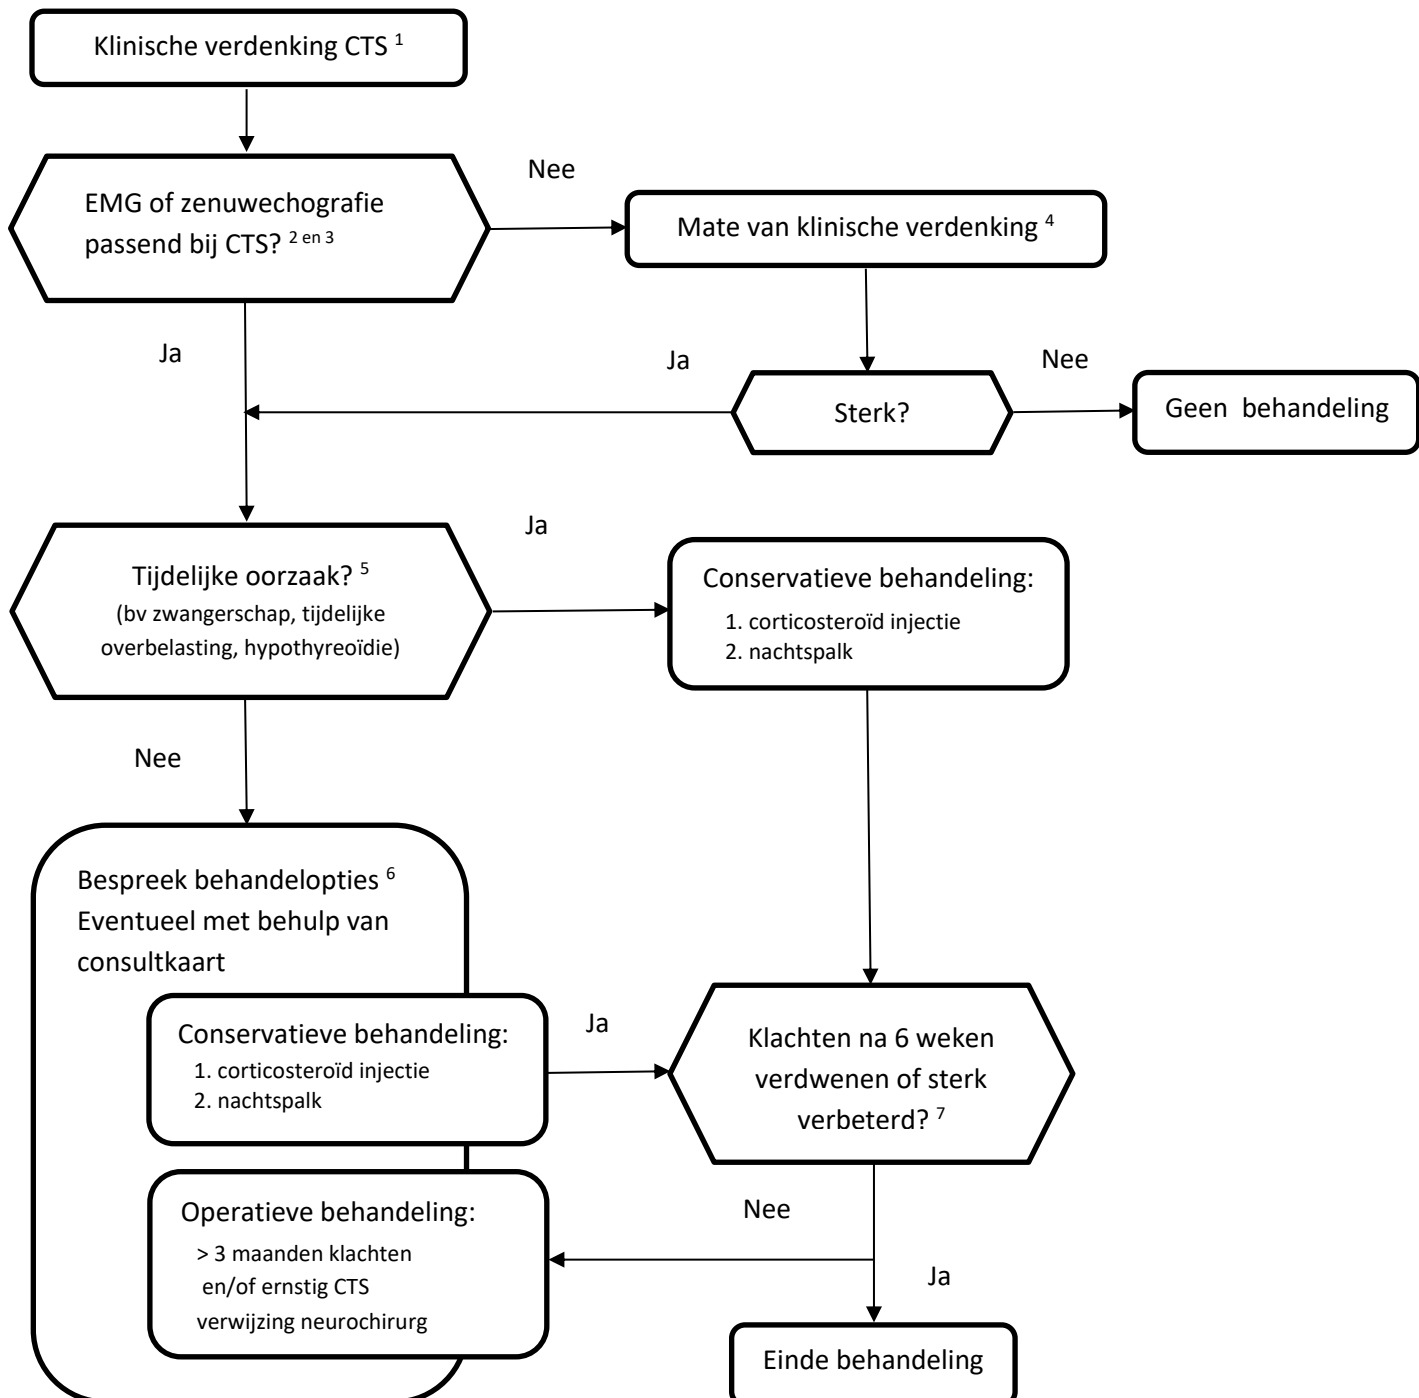 Klinische verdenking CTS 1
EMG of zenuwechografie
passend bij CTS? 2 en 3
Nee
Mate van klinische verdenking 4
Ja
Ja
Nee
Sterk?
Geen behandeling
Tijdelijke oorzaak? 5
(bv zwangerschap, tijdelijke
overbelasting, hypothyreoïdie)
Ja
Conservatieve behandeling:
1. corticosteroïd injectie
2. nachtspalk
Nee
Bespreek behandelopties 6
Eventueel met behulp van
consultkaart
Conservatieve behandeling:
1. corticosteroïd injectie
2. nachtspalk
Ja
Klachten na 6 weken
verdwenen of sterk
verbeterd? 7
Operatieve behandeling:
> 3 maanden klachten
en/of ernstig CTS
verwijzing neurochirurg
Nee
Ja
Einde behandeling